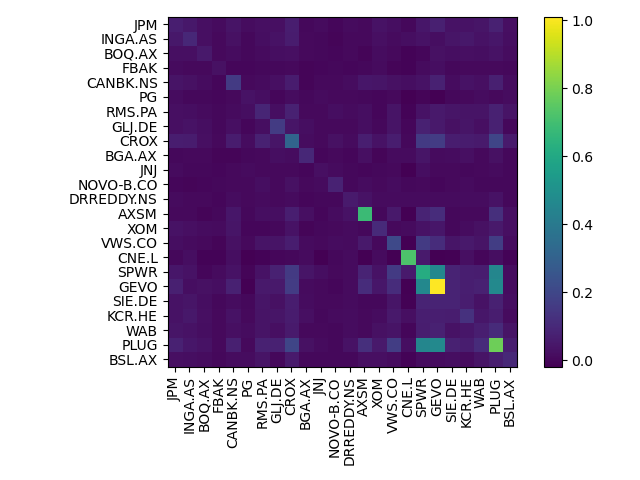 JPM
INGA.AS
BOQ.AX
FBAK
CANBK.NS
PG
RMS.PA
GLJ.DE
CROX
BGA.AX
JNJ
NOVO-B.CO
DRREDDY.NS
AXSM
XOM
VWS.CO
CNE.L
SPWR
GEVO
SIE.DE
KCR.HE
WAB
PLUG
BSL.AX
JPM
INGA.AS
BOQ.AX
FBAK
CANBK.NS
PG
RMS.PA
GLJ.DE
CROX
BGA.AX
JNJ
NOVO-B.CO
DRREDDY.NS
AXSM
XOM
VWS.CO
CNE.L
SPWR
GEVO
SIE.DE
KCR.HE
WAB
PLUG
BSL.AX
1.0
0.8
0.6
0.4
0.2
0.0